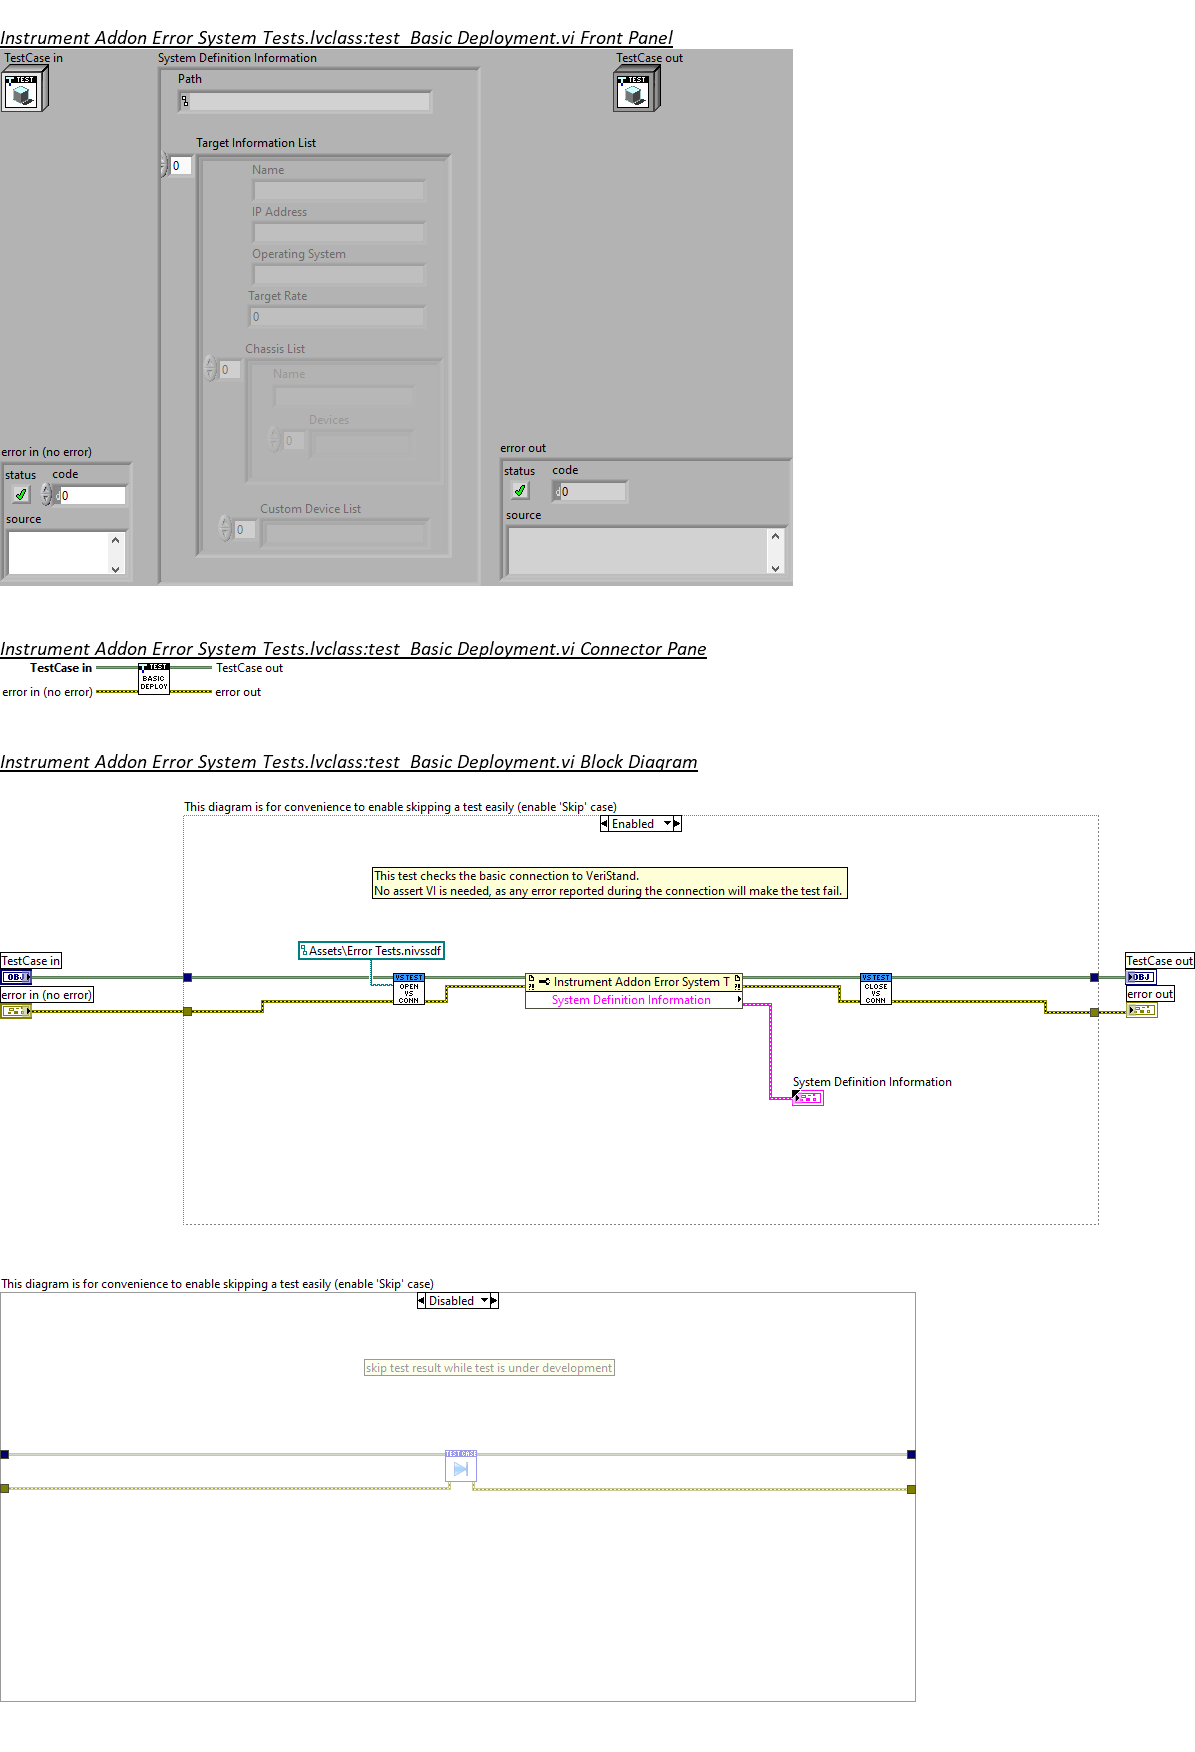 Instrument Addon Error System Tests.lvclass:test  Basic Deployment.vi Front Panel
TestCase in
System Definition Information
TestCase out
TEST
TEST
Path
Target Information List
0
Name
IP Address
Operating System
Target Rate
0
Chassis List
0
Name
Devices
0
Custom Device List
0
error in (no error)
status
code
d0
source
error out
status
code
d0
source
Instrument Addon Error System Tests.lvclass:test  Basic Deployment.vi Connector Pane
TestCase in
TestCase out
error in (no error)
error out
TEST
BASIC
DEPLOY
Instrument Addon Error System Tests.lvclass:test  Basic Deployment.vi Block Diagram
This diagram is for convenience to enable skipping a test easily (enable 'Skip' case)
Enabled
This test checks the basic connection to VeriStand.
No assert VI is needed, as any error reported during the connection will make the test fail.
Assets\Error Tests.nivssdf
TestCase in
OBJ
error in (no error)
VS TEST
OPEN
VS
CONN
Instrument Addon Error System T
System Definition Information
VS TEST
CLOSE
VS
CONN
TestCase out
OBJ
error out
System Definition Information
This diagram is for convenience to enable skipping a test easily (enable 'Skip' case)
Disabled
skip test result while test is under development
TEST CASE